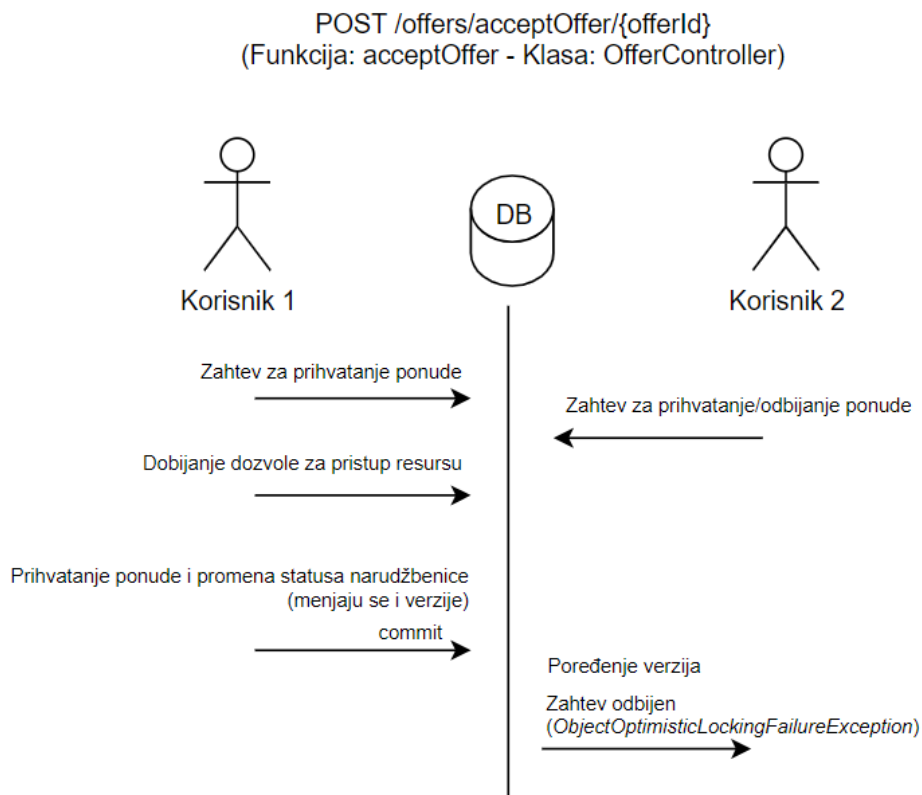 POST /offers/acceptOffer/{offerId}
(Funkcija: acceptOffer - Klasa: OfferController)
DB
Korisnik 1
Korisnik 2
Zahtev za prihvatanje ponude
Zahtev za prihvatanje/odbijanje ponude
Dobijanje dozvole za pristup resursu
Prihvatanje ponude i promena statusa narudžbenice
(menjaju se i verzije)
commit
Poređenje verzija
Zahtev odbijen
(ObjectOptimisticLockingFailureException)